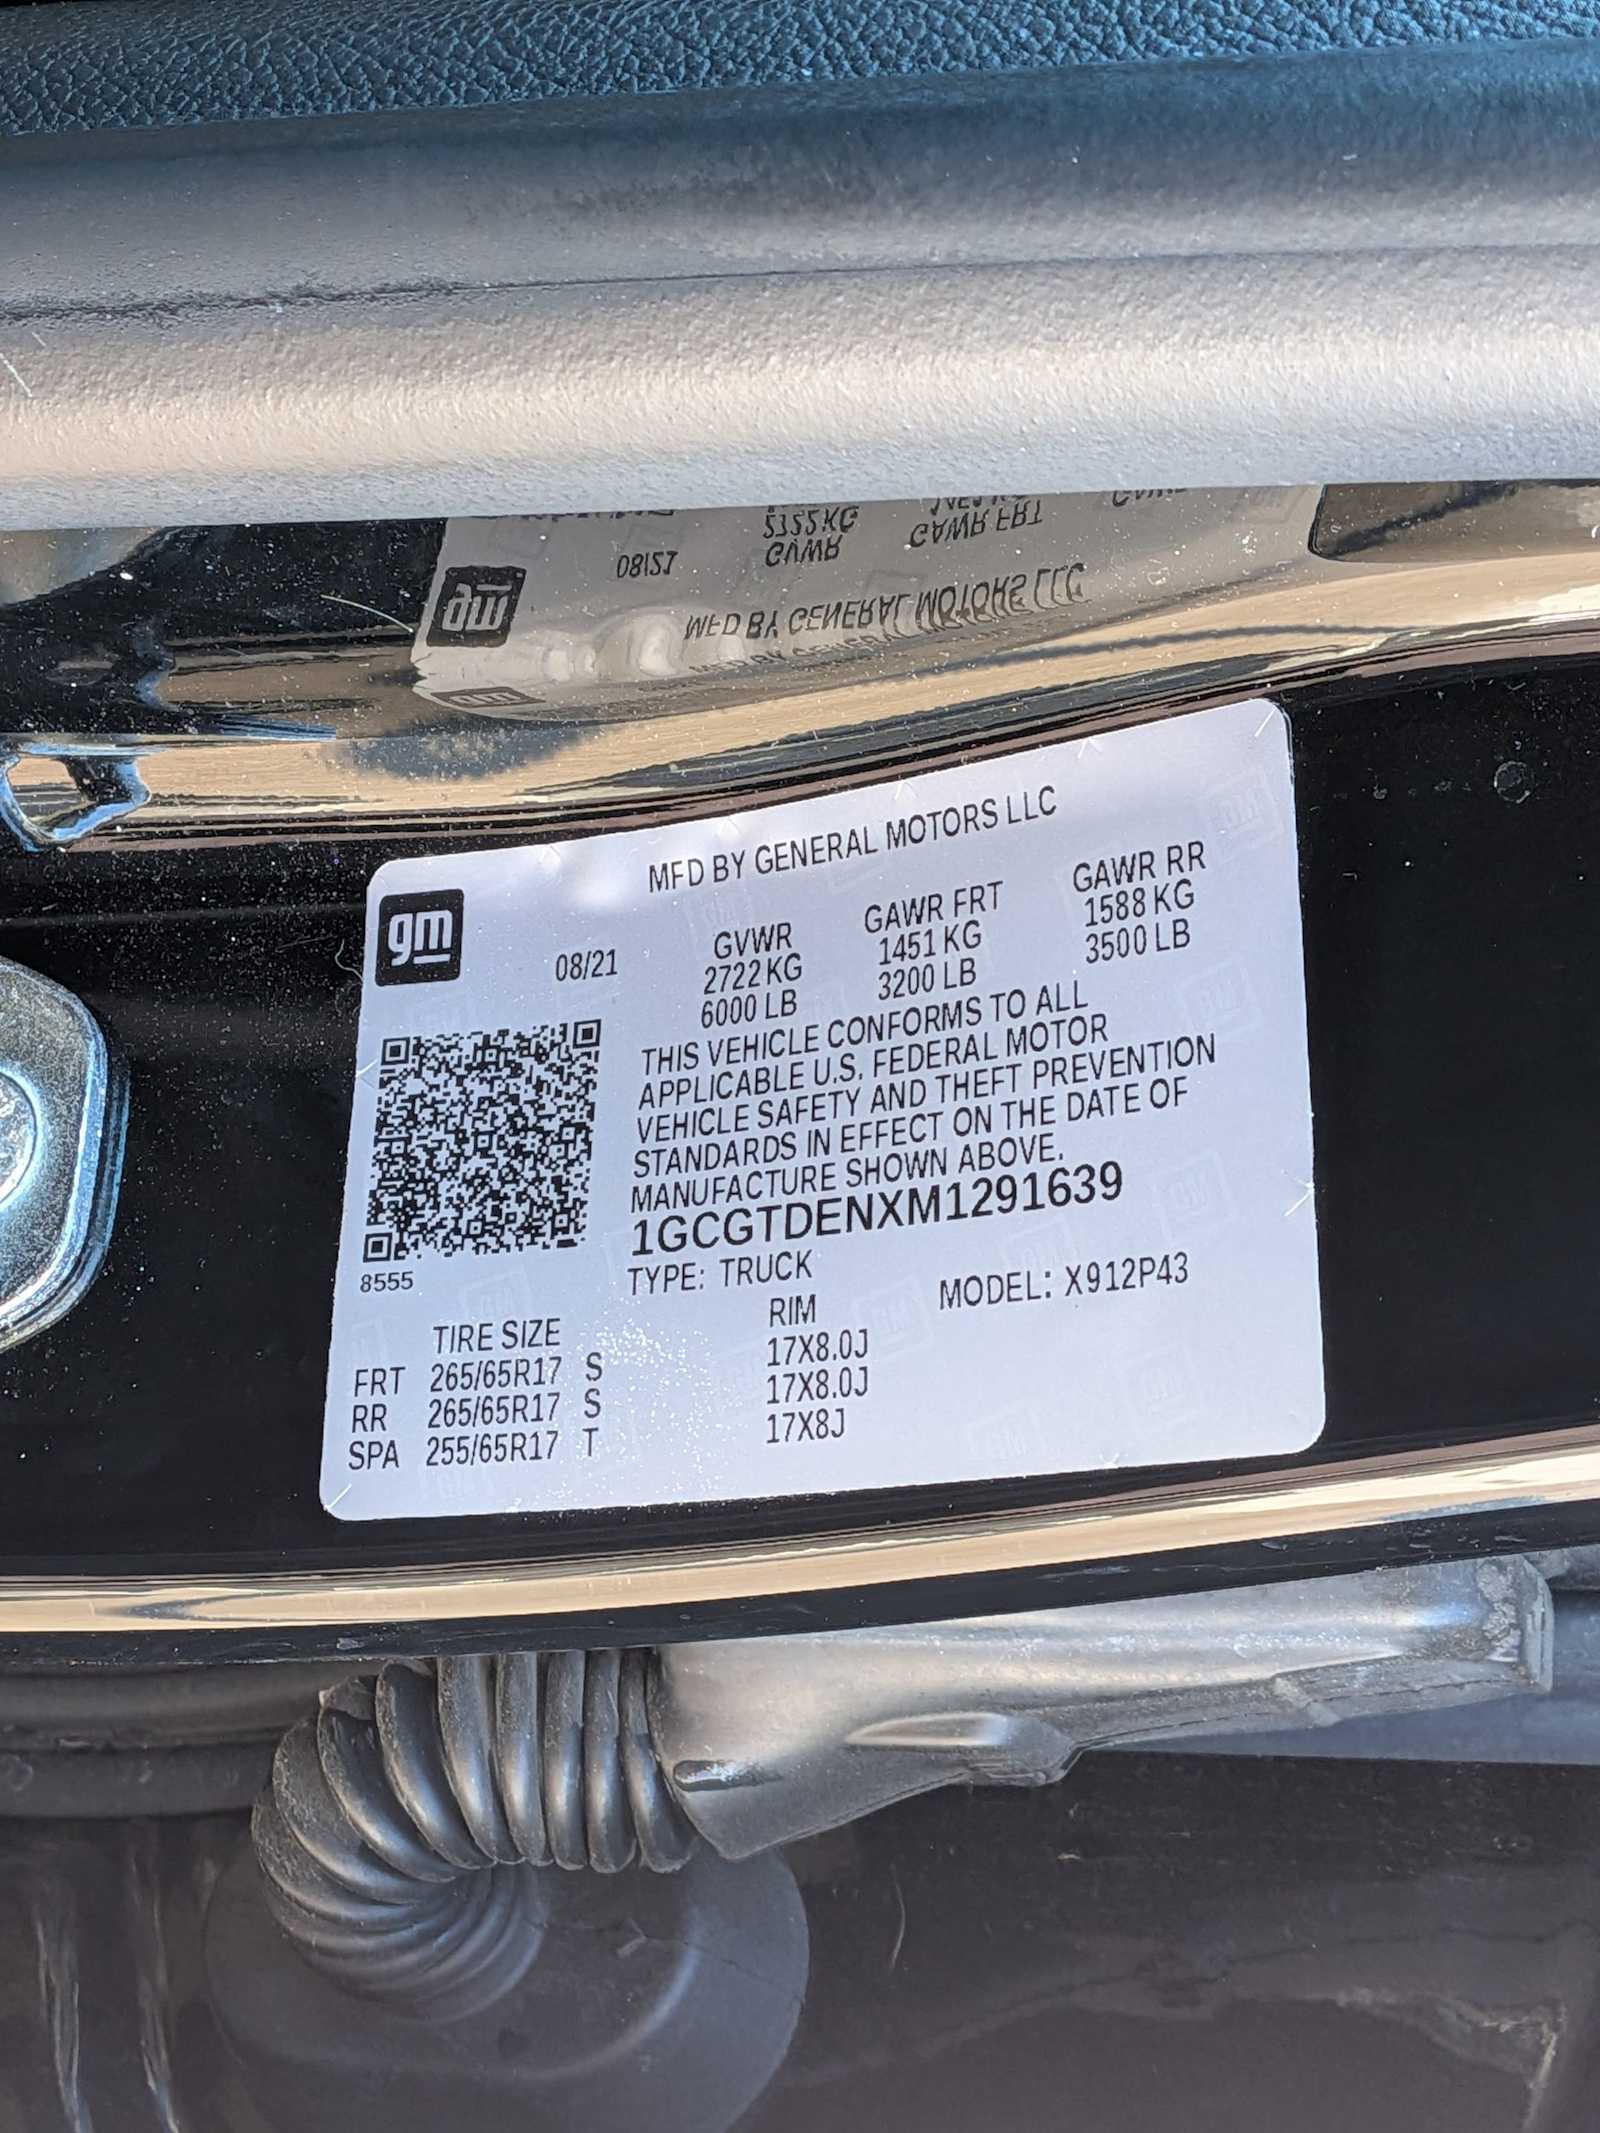 MFD BY GENERAL MOTORS LLC
gm
08/21
GVWR
2722 KG
6000 LB
GAWR FRT
1451 KG
3200 LB
GAWR RR
1588 KG
3500 LB
THIS VEHICLE CONFORMS TO ALL
APPLICABLE U.S. FEDERAL MOTOR
VEHICLE SAFETY AND THEFT PREVENTION
STANDARDS IN EFFECT ON THE DATE OF
MANUFACTURE SHOWN ABOVE.
1GCGTDENXM1291639
8555
TYPE: TRUCK
MODEL: X912P43
TIRE SIZE RIM
FRT 265/65R17 S 17X8.0J
RR 265/65R17 S 17X8.0J
SPA 255/65R17 T 17X8J